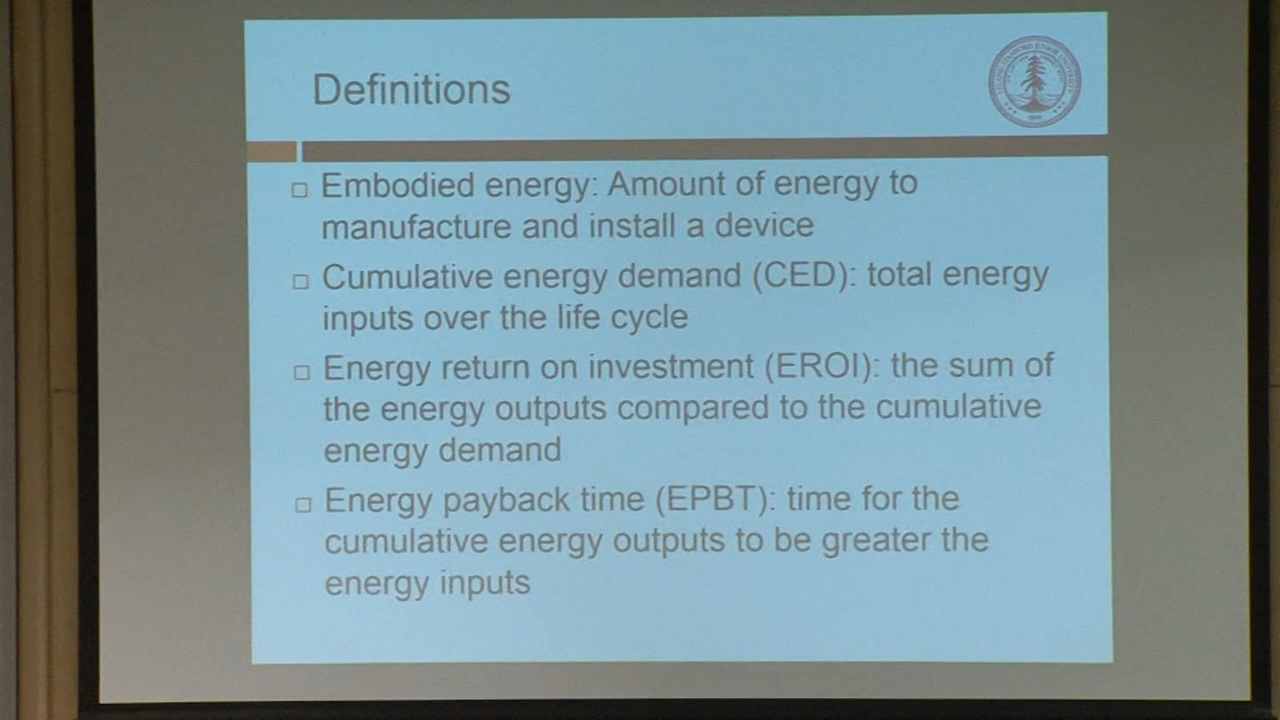 Definitions
□ Embodied energy: Amount of energy to
manufacture and install a device
□ Cumulative energy demand (CED): total energy
inputs over the life cycle
□ Energy return on investment (EROI): the sum of
the energy outputs compared to the cumulative
energy demand
□ Energy payback time (EPBT): time for the
cumulative energy outputs to be greater the
energy inputs